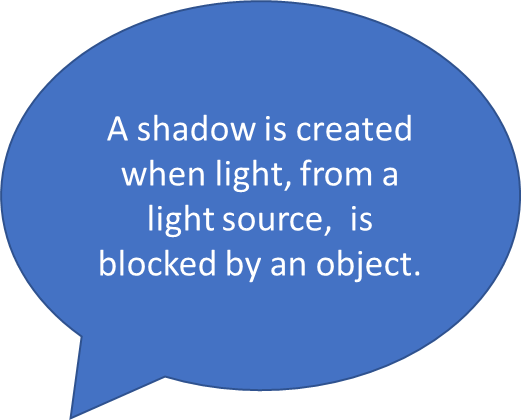 A shadow is created
when light, from a
light source,  is
blocked by an object.